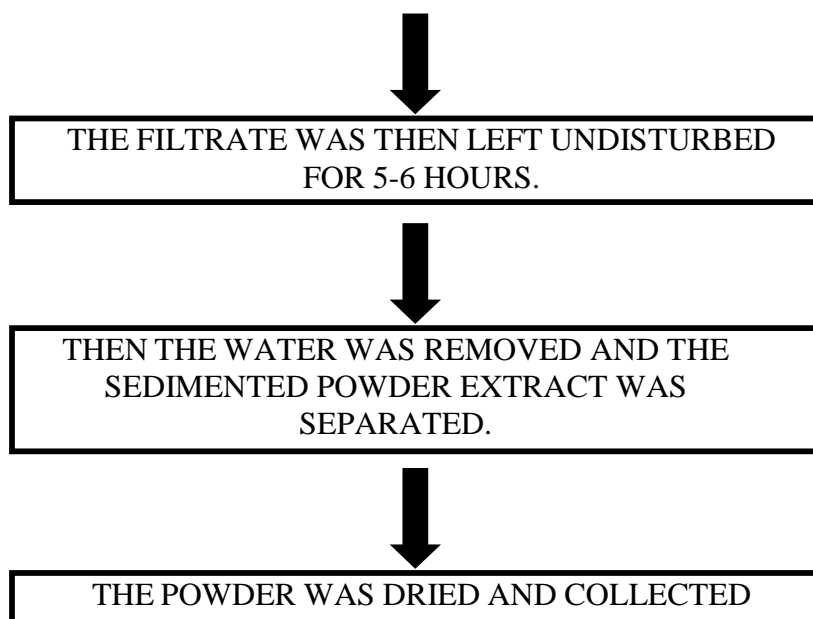 THE FILTRATE WAS THEN LEFT UNDISTURBED
FOR 5-6 HOURS.
THEN THE WATER WAS REMOVED AND THE
SEDIMENTED POWDER EXTRACT WAS
SEPARATED.
THE POWDER WAS DRIED AND COLLECTED